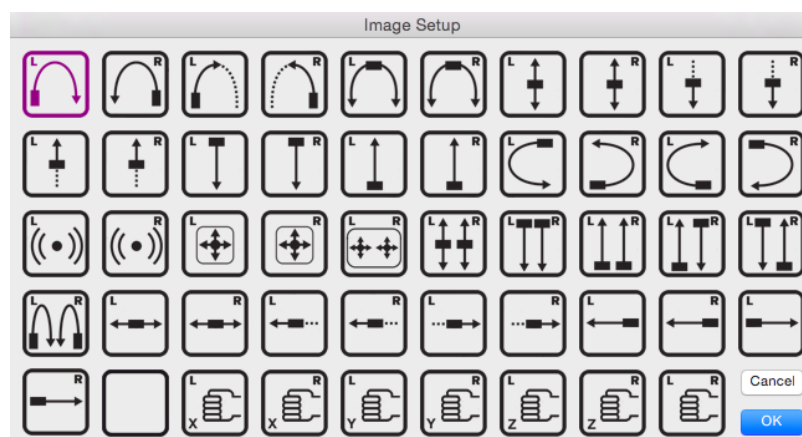 Image Setup
L R L R L R L R L R
L R L R L R L R L R
L R L R L R L R L R L R L R L R
L R L R L R L R L R L
R L R L R L R L R Cancel
X X Y Y Z Z OK